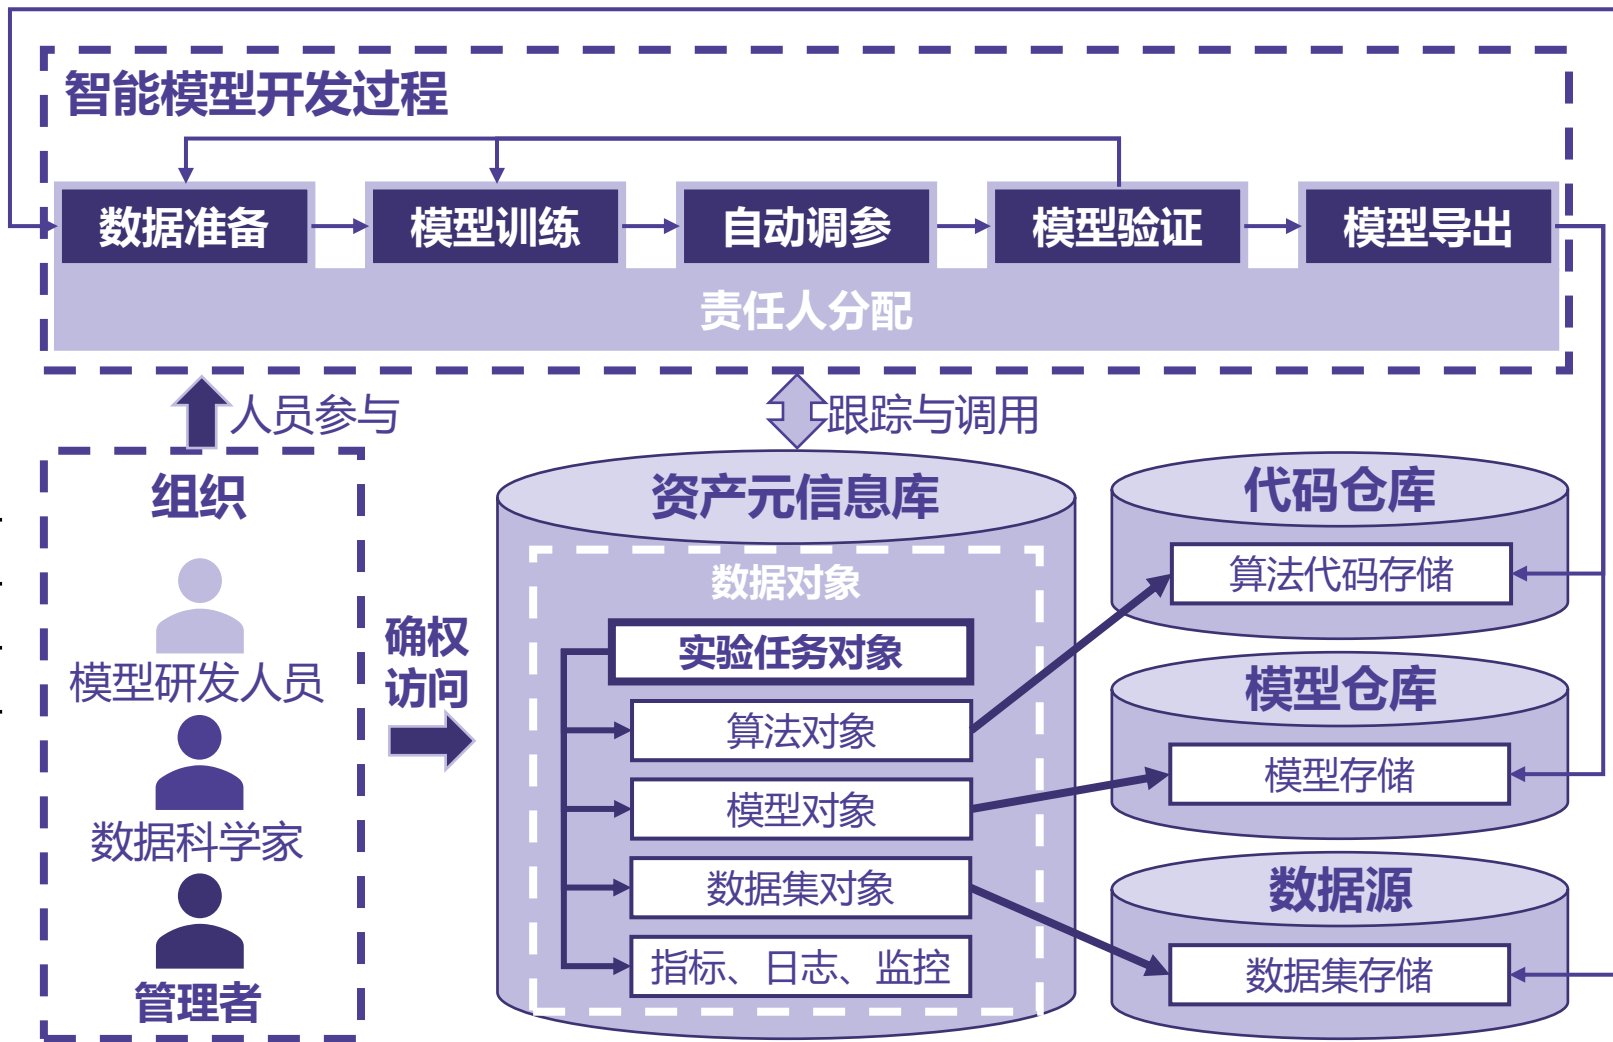 智能模型开发过程
数据准备
模型训练
自动调参
模型验证
模型导出
责任人分配
人员参与
跟踪与调用
组织
模型研发人员
数据科学家
管理者
确权
访问
资产元信息库
数据对象
实验任务对象
算法对象
模型对象
数据集对象
指标、日志、监控
代码仓库
算法代码存储
模型仓库
模型存储
数据源
数据集存储